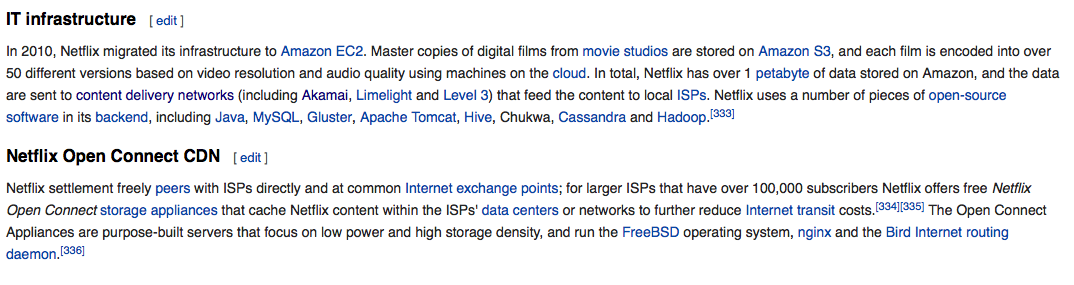 IT infrastructure [ edit ]
In 2010, Netflix migrated its infrastructure to Amazon EC2. Master copies of digital films from movie studios are stored on Amazon S3, and each film is encoded into over
50 different versions based on video resolution and audio quality using machines on the cloud. In total, Netflix has over 1 petabyte of data stored on Amazon, and the data
are sent to content delivery networks (including Akamai, Limelight and Level 3) that feed the content to local ISPs. Netflix uses a number of pieces of open-source
software in its backend, including Java, MySQL, Gluster, Apache Tomcat, Hive, Chukwa, Cassandra and Hadoop.[333]
Netflix Open Connect CDN [ edit ]
Netflix settlement freely peers with ISPs directly and at common Internet exchange points; for larger ISPs that have over 100,000 subscribers Netflix offers free Netflix
Open Connect storage appliances that cache Netflix content within the ISPs' data centers or networks to further reduce Internet transit costs.[334][335] The Open Connect
Appliances are purpose-built servers that focus on low power and high storage density, and run the FreeBSD operating system, nginx and the Bird Internet routing
daemon.[336]